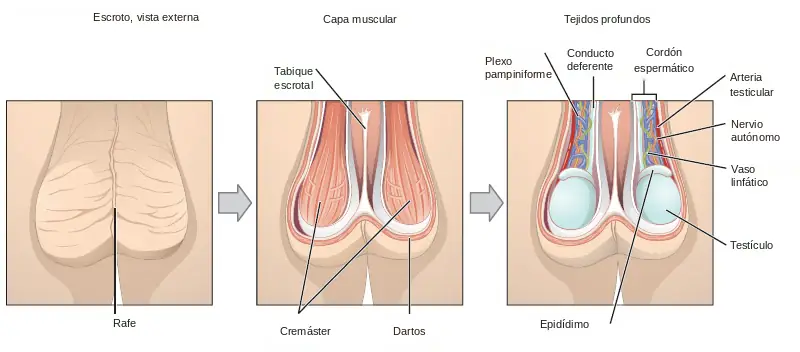 Escroto, vista externa
Capa muscular
Tejidos profundos
Tabique
escrotal
Plexo
pampiniforme
Conducto
deferente
Cordón
espermático
Arteria
testicular
Nervio
autónomo
Vaso
linfático
Testículo
Rafe
Cremáster
Dartos
Epidídimo